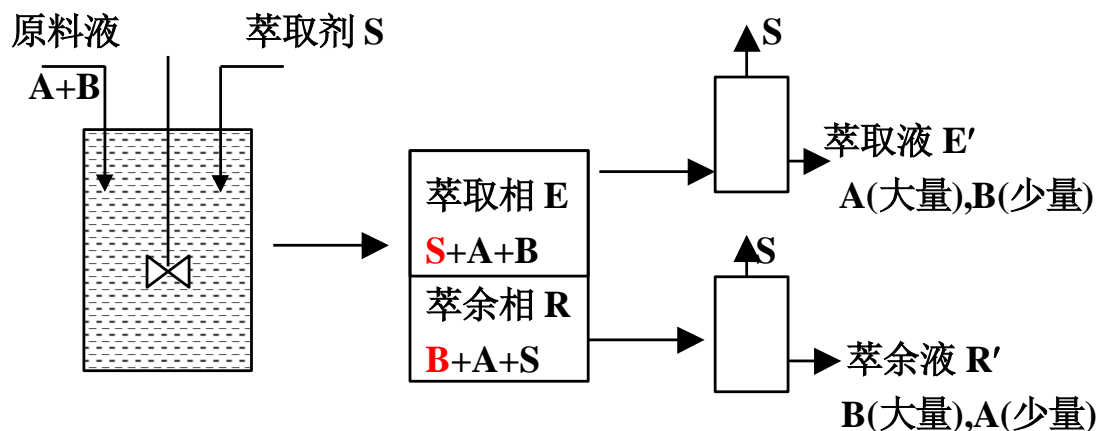 原料液
A+B
萃取剂 S
萃取相 E
S+A+B
萃余相 R
B+A+S
S
萃取液 E′
A(大量),B(少量)
S
萃余液 R′
B(大量),A(少量)